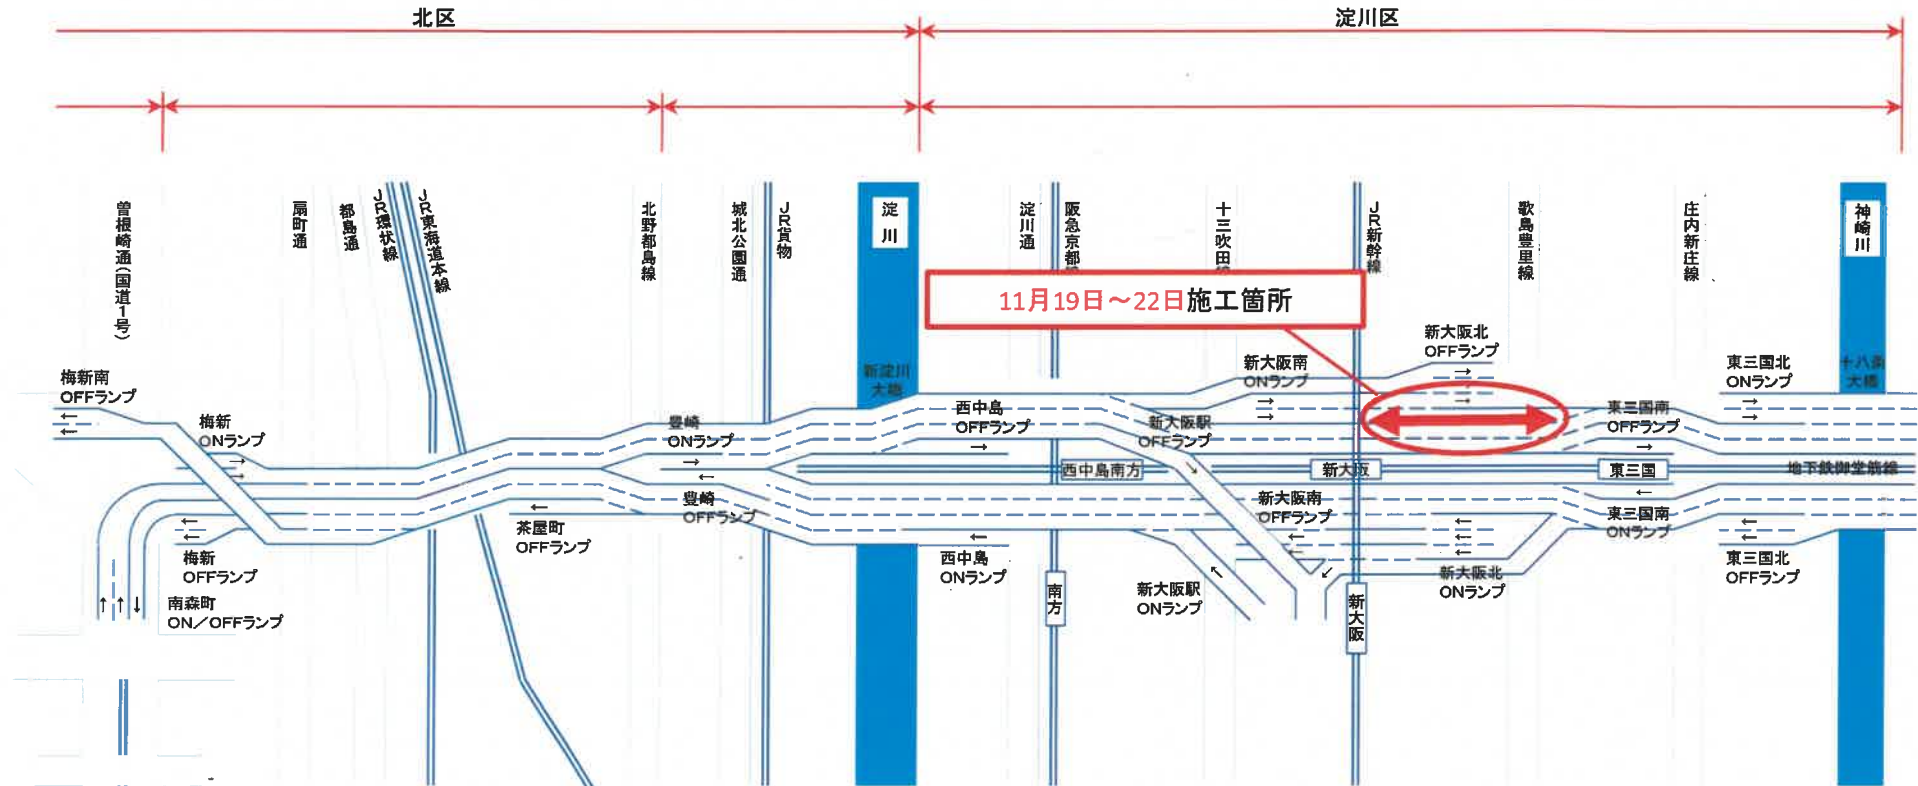 北区
淀川区
曽根崎通(国道1号)
扇町通
都島通
JR環状線
JR東海道本線
北野都島線
城北公園通
JR貨物
淀川
淀川通
阪急京都
十三吹田線
JR新幹線
歌島豊里線
庄内新庄線
神崎川
11月19日～22日施工箇所
新大阪北
OFFランプ
新大阪南
ONランプ
東三国北
ONランプ
新淀川
大橋
十八条
大橋
梅新南
OFFランプ
梅新
ONランプ
豊崎
ONランプ
西中島
OFFランプ
新大阪駅
OFFランプ
東三国南
OFFランプ
西中島南方
新大阪
東三国
地下鉄御堂筋線
豊崎
OFFランプ
新大阪南
OFFランプ
東三国南
ONランプ
茶屋町
OFFランプ
梅新
OFFランプ
西中島
ONランプ
新大阪駅
ONランプ
新大阪北
ONランプ
東三国北
OFFランプ
南森町
ON／OFFランプ
南方
新大阪